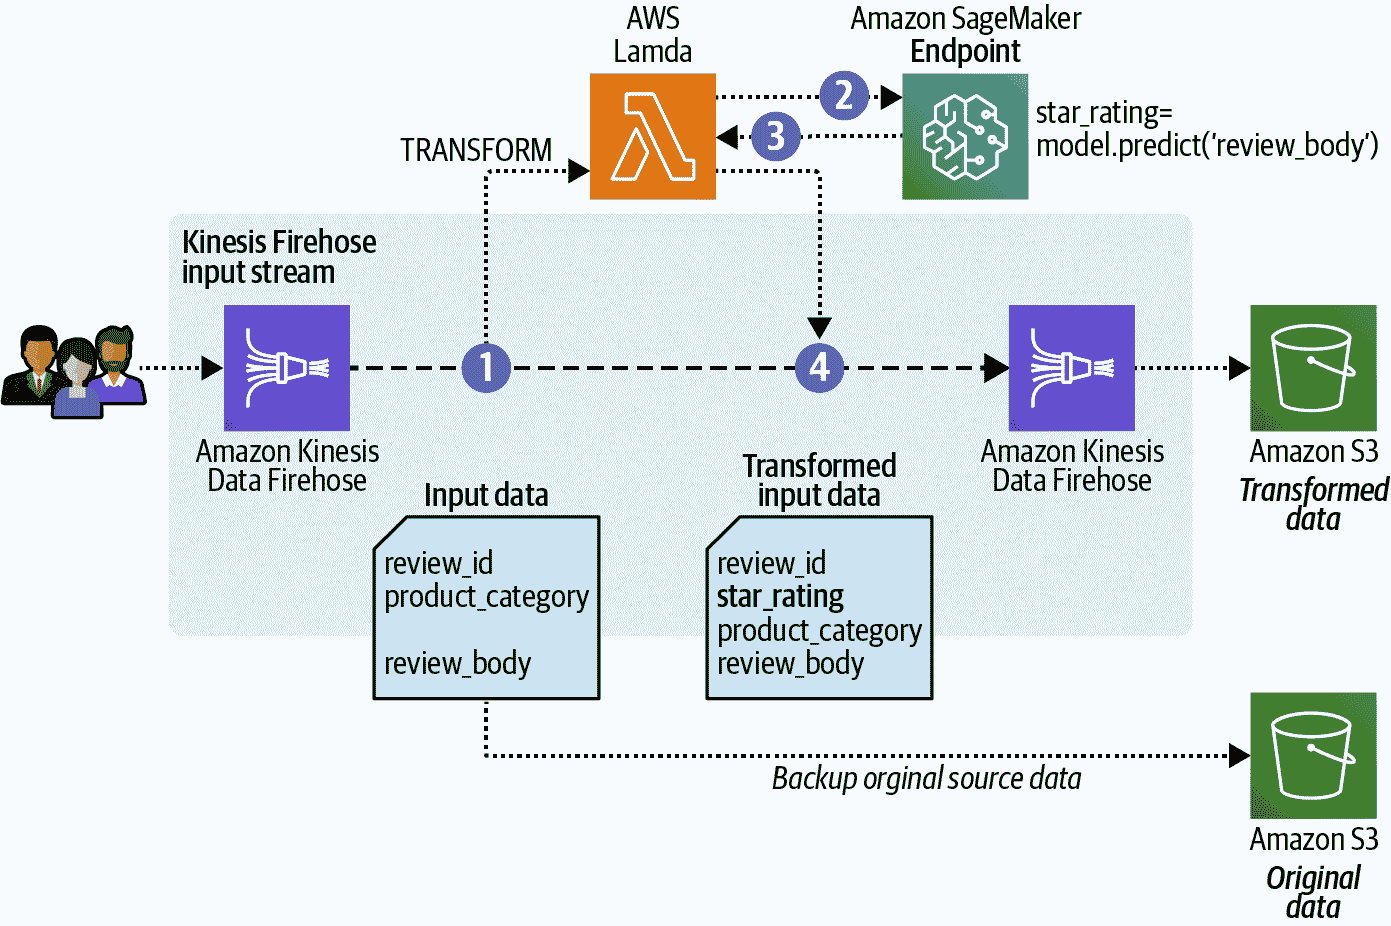 AWS
Lamda
Amazon SageMaker
Endpoint
2
star_rating=
model.predict('review_body')
3
TRANSFORM
Kinesis Firehose
input stream
1
4
Amazon Kinesis
Data Firehose
Amazon Kinesis
Data Firehose
Amazon S3
Transformed
data
Input data
review_id
product_category
review_body
Transformed
input data
review_id
star_rating
product_category
review_body
Backup orginal source data
Amazon S3
Original
data